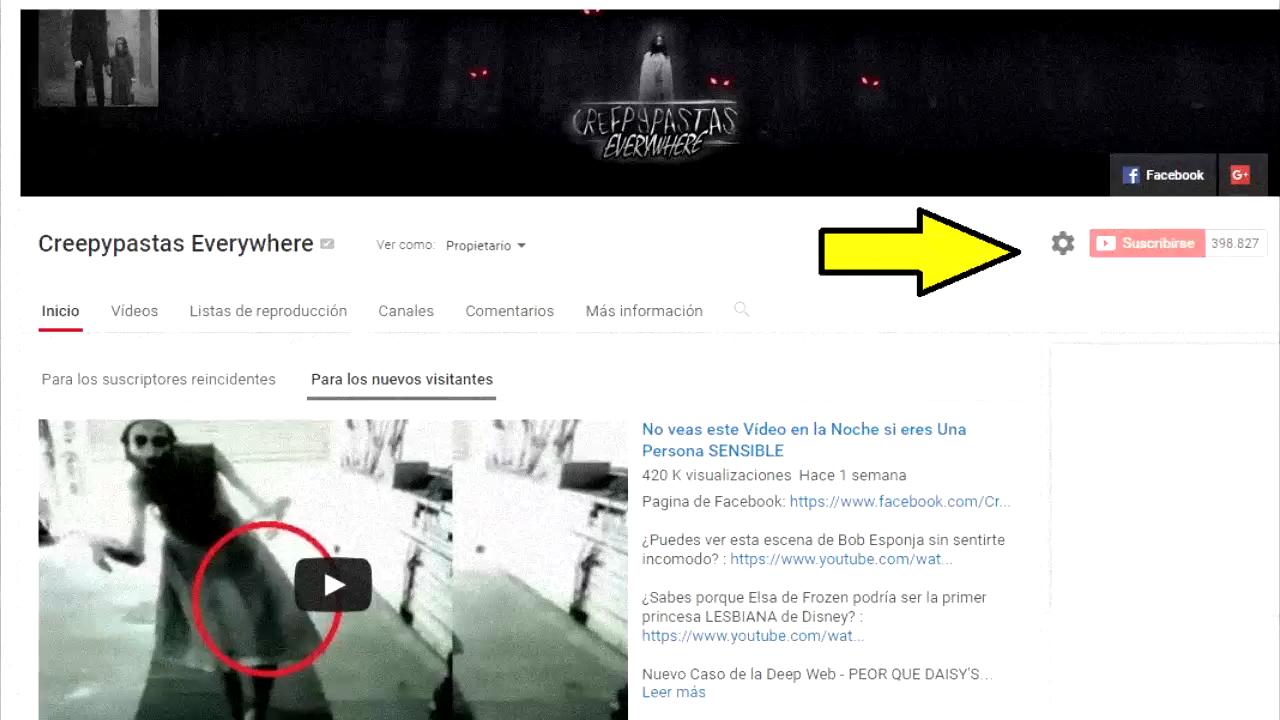 CREEPYPASTAS
EVERYWHERE
Facebook
G+
Creepypastas Everywhere
Ver como: Propietario
Suscribirse 398.827
Inicio Vídeos Listas de reproducción Canales Comentarios Más información
Para los suscriptores reincidentes Para los nuevos visitantes
No veas este Vídeo en la Noche si eres Una
Persona SENSIBLE
420 K visualizaciones Hace 1 semana
Pagina de Facebook: https://www.facebook.com/Cr...
¿Puedes ver esta escena de Bob Esponja sin sentirte
incomodo? : https://www.youtube.com/wat...
¿Sabes porque Elsa de Frozen podría ser la primer
princesa LESBIANA de Disney? :
https://www.youtube.com/wat...
Nuevo Caso de la Deep Web - PEOR QUE DAISY'S...
Leer más